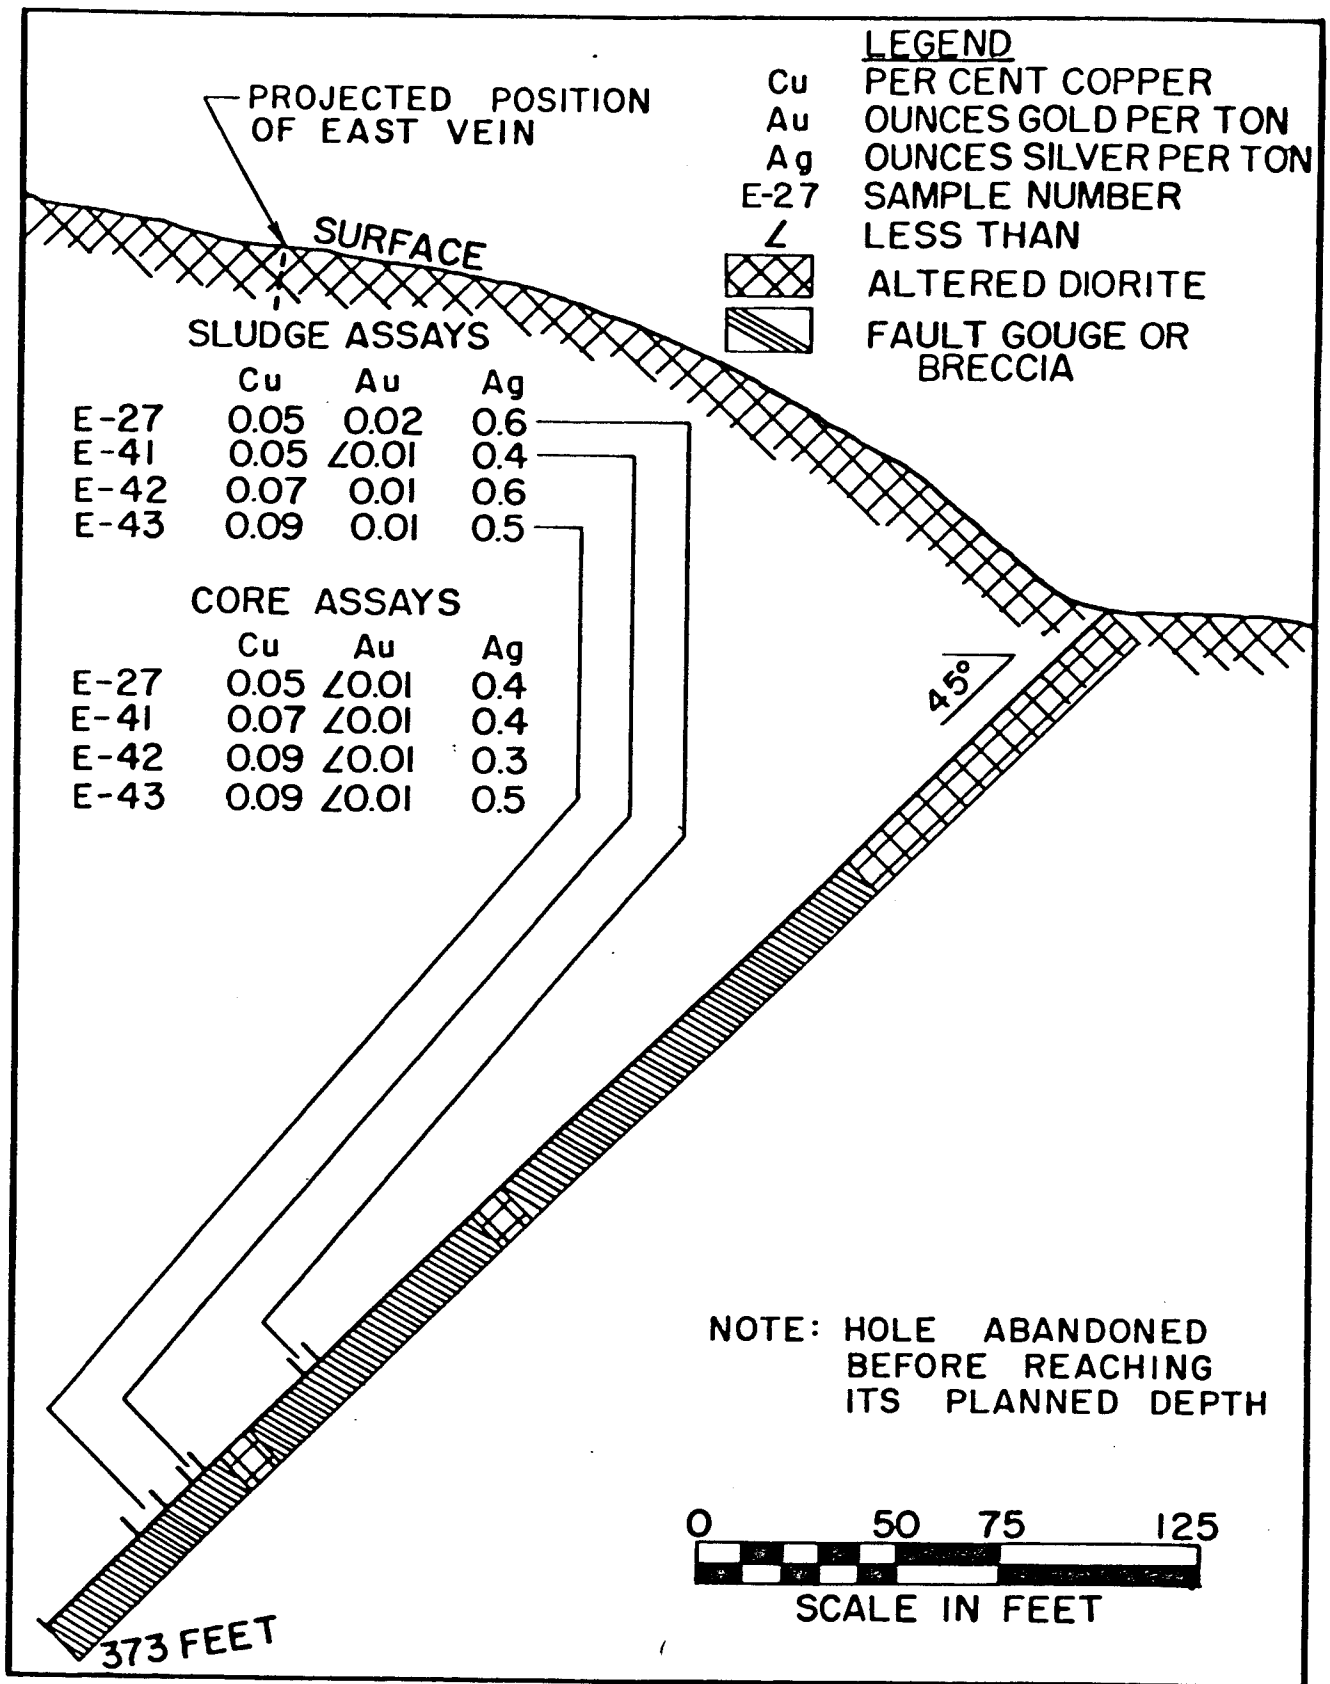 LEGEND
Cu PER CENT COPPER
Au OUNCES GOLD PER TON
Ag OUNCES SILVER PER TON
E-27 SAMPLE NUMBER
∠ LESS THAN
ALTERED DIORITE
FAULT GOUGE OR
BRECCIA
PROJECTED POSITION
OF EAST VEIN
SURFACE
SLUDGE ASSAYS
Cu Au Ag
E-27 0.05 0.02 0.6
E-41 0.05 ∠0.01 0.4
E-42 0.07 0.01 0.6
E-43 0.09 0.01 0.5
CORE ASSAYS
Cu Au Ag
E-27 0.05 ∠0.01 0.4
E-41 0.07 ∠0.01 0.4
E-42 0.09 ∠0.01 0.3
E-43 0.09 ∠0.01 0.5
45°
NOTE: HOLE ABANDONED
BEFORE REACHING
ITS PLANNED DEPTH
0 50 75 125
SCALE IN FEET
373 FEET